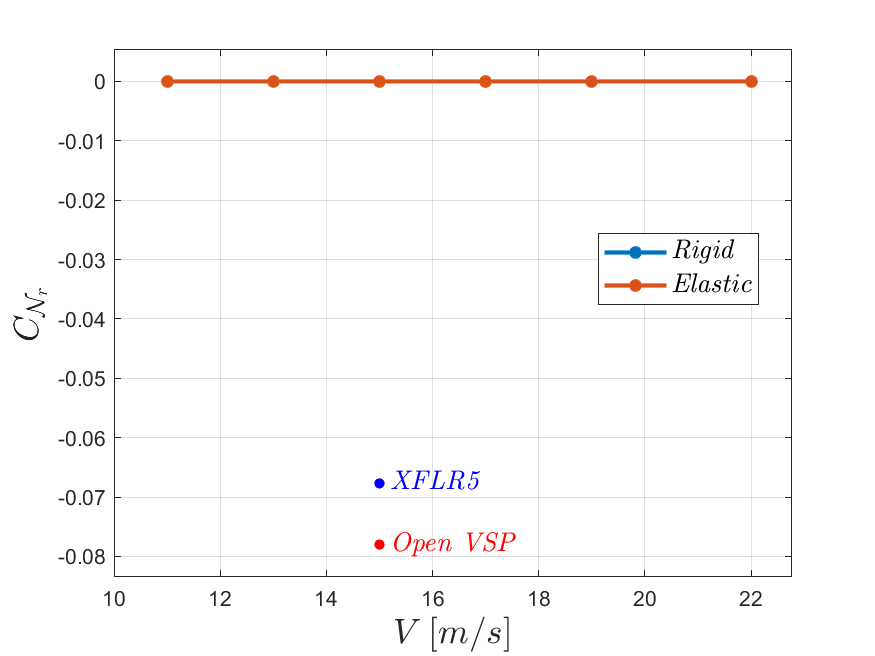 0
-0.01
-0.02
-0.03
-0.04
-0.05
-0.06
-0.07
-0.08
C_{N_r}
Rigid
Elastic
XFLR5
Open VSP
10 12 14 16 18 20 22
V [m/s]